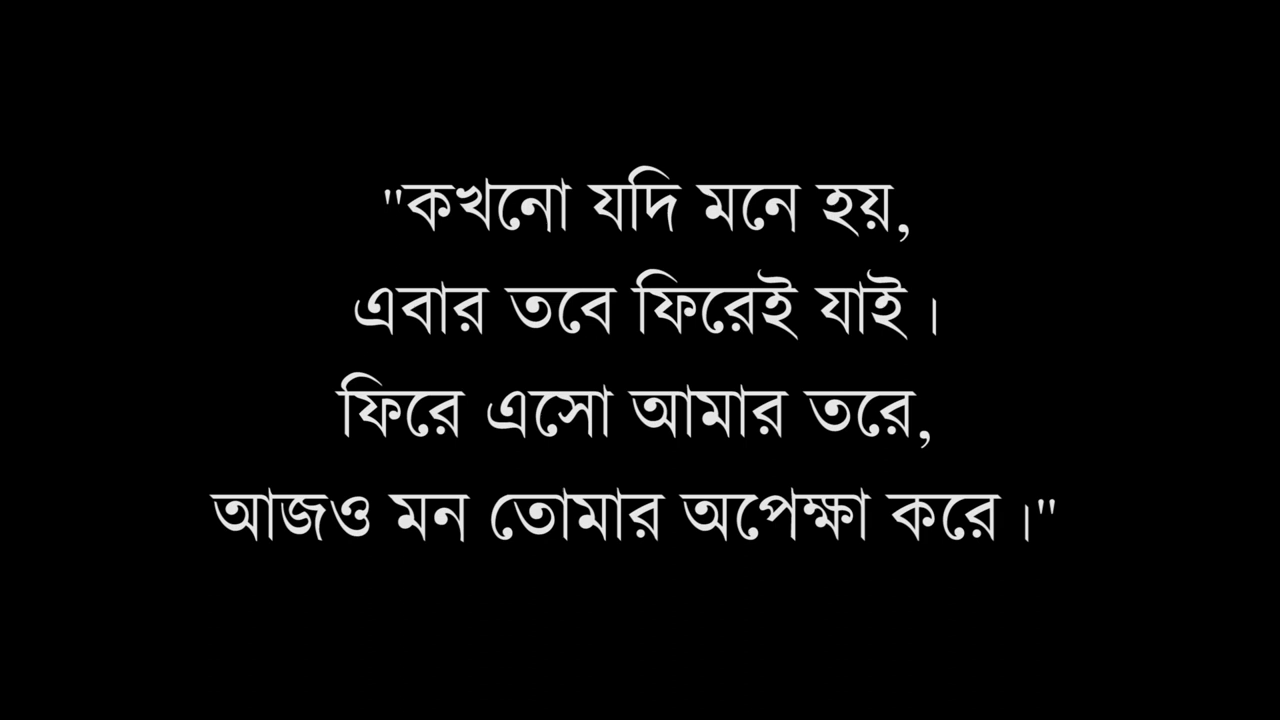 "কখনো যদি মনে হয়,
এবার তবে ফিরেই যাই।
ফিরে এসো আমার তরে,
আজও মন তোমার অপেক্ষা করে।"